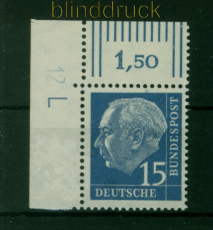 blinddruck
1,50
12 L
15
BUNDESPOST
DEUTSCHE